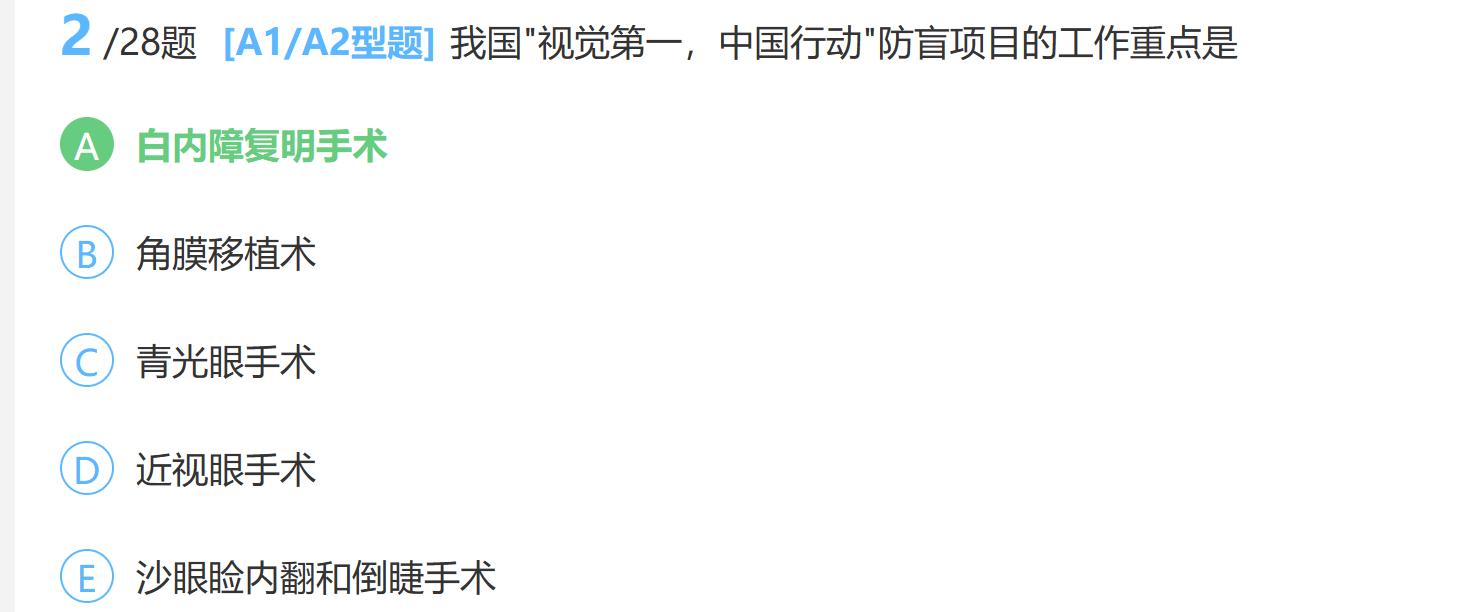 2 /28题 [A1/A2型题] 我国"视觉第一，中国行动"防盲项目的工作重点是
A 白内障复明手术
B 角膜移植术
C 青光眼手术
D 近视眼手术
E 沙眼睑内翻和倒睫手术